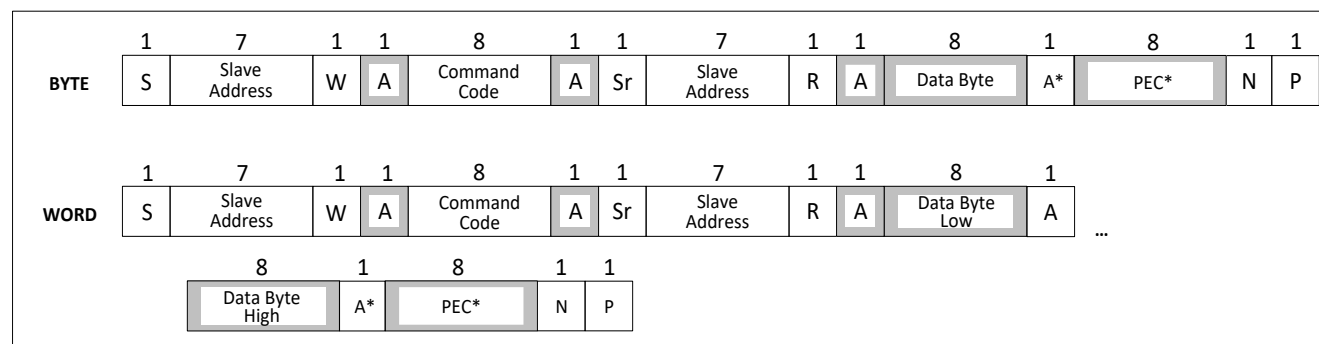 1 7 1 1 8 1 1 7 1 1 8 1 8 1 1
BYTE S Slave Address W A Command Code A Sr Slave Address R A Data Byte A* PEC* N P
1 7 1 1 8 1 1 7 1 1 8 1
WORD S Slave Address W A Command Code A Sr Slave Address R A Data Byte Low A ...
8 1 8 1 1
Data Byte High A* PEC* N P